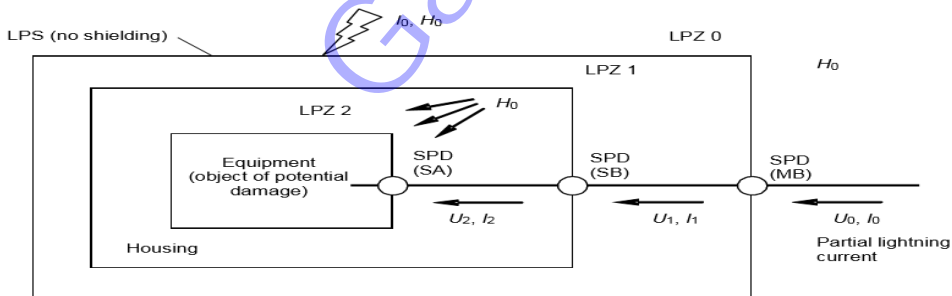 I₀, H₀
LPS (no shielding)
LPZ 0
H₀
LPZ 1
LPZ 2
H₀
Equipment
(object of potential
damage)
SPD
(SA)
SPD
(SB)
SPD
(MB)
U₂, I₂
U₁, I₁
U₀, I₀
Housing
Partial lightning
current